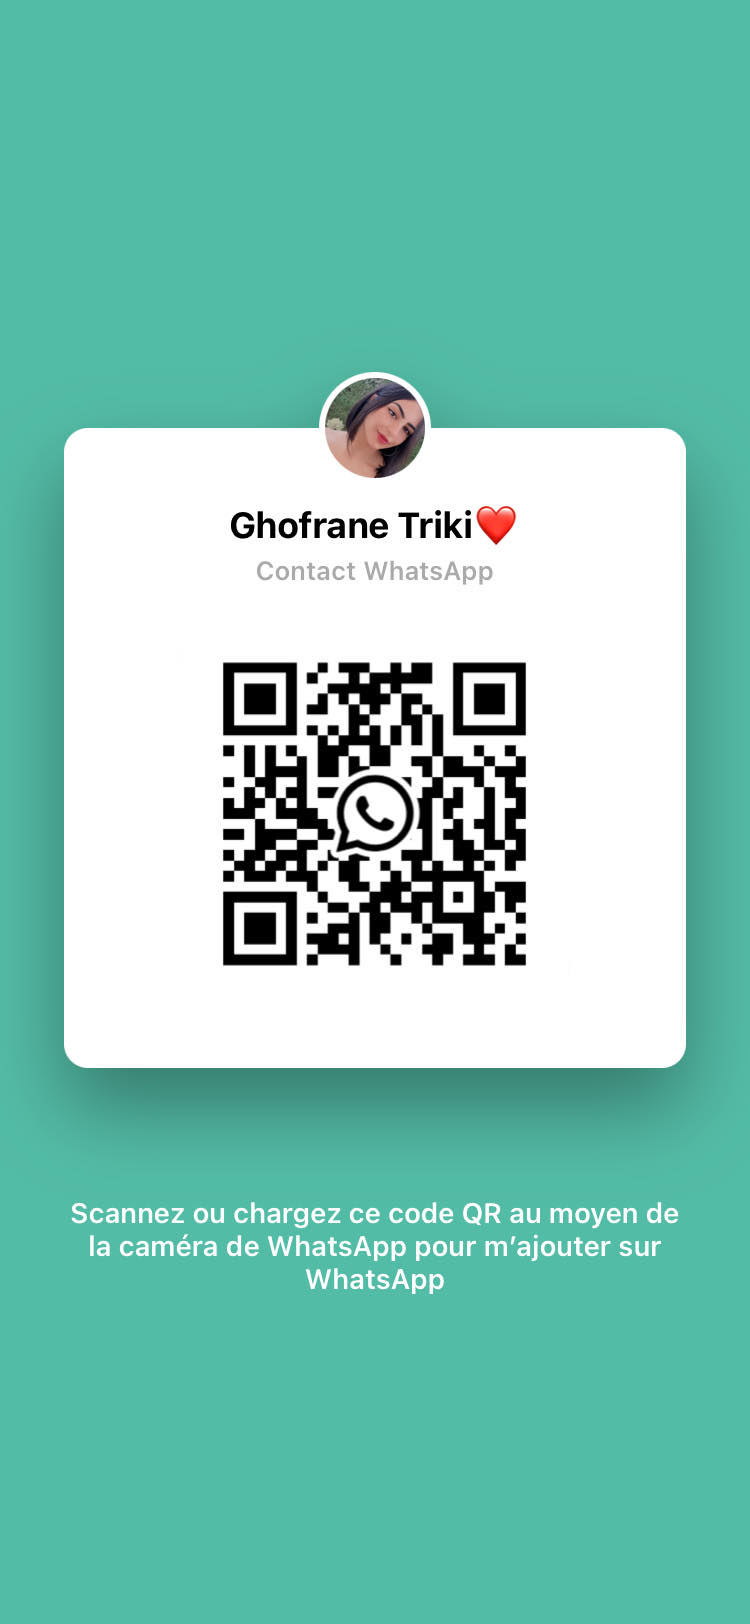 Ghofrane Triki❤️
Contact WhatsApp
Scannez ou chargez ce code QR au moyen de
la caméra de WhatsApp pour m’ajouter sur
WhatsApp